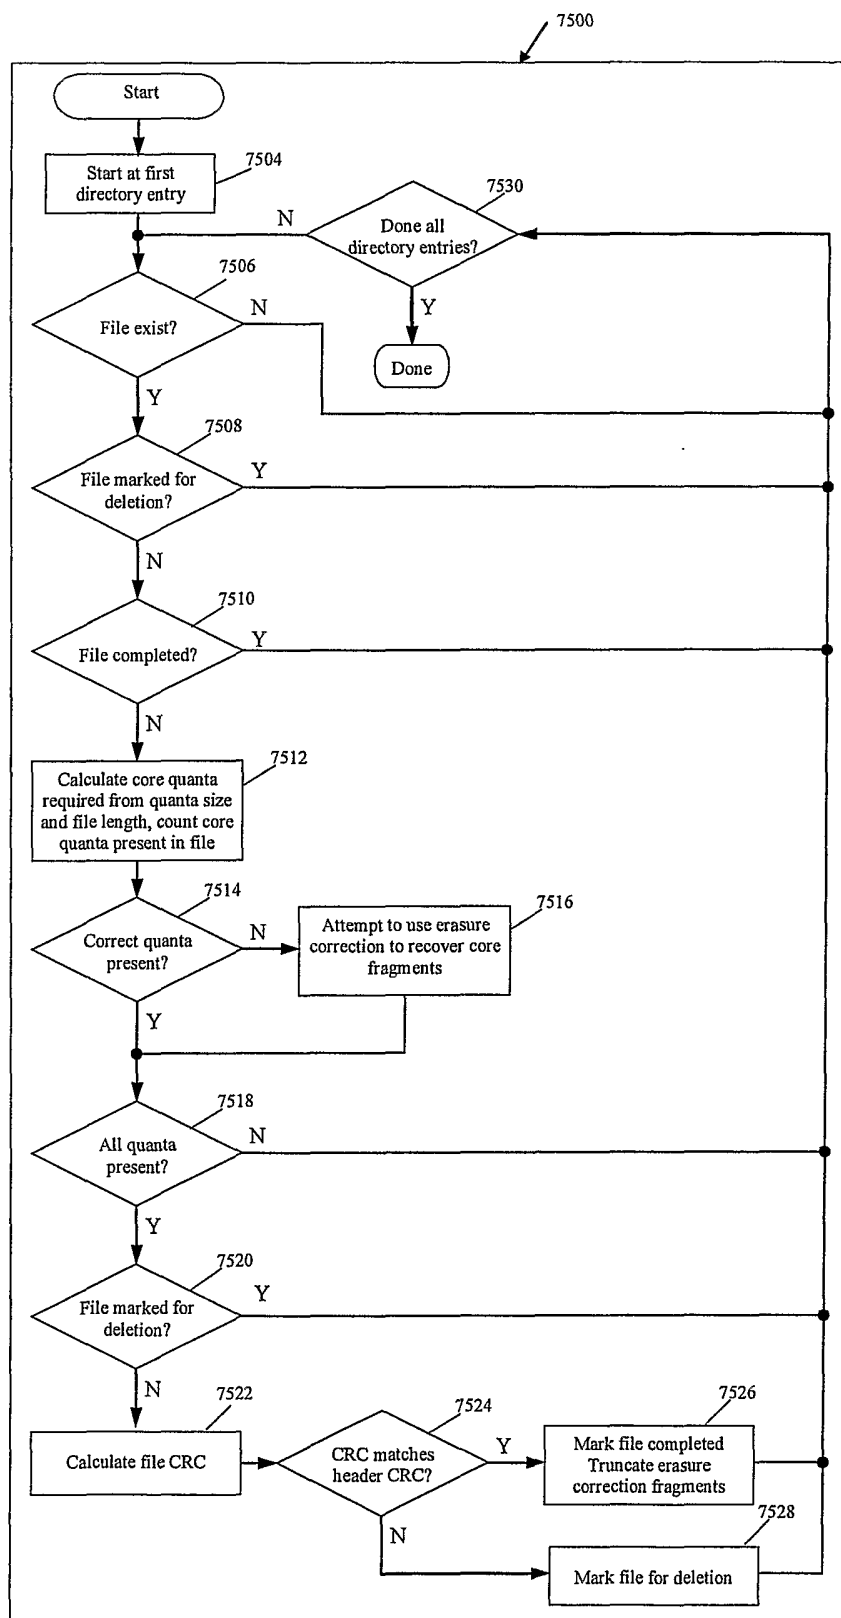 7500
Start
7504
Start at first
directory entry
7530
N
Done all
directory entries?
7506
N
Y
File exist?
Done
Y
7508
File marked for
deletion?
Y
N
7510
File completed?
Y
N
7512
Calculate core quanta
required from quanta size
and file length, count core
quanta present in file
7514
7516
Correct quanta
present?
N
Attempt to use erasure
correction to recover core
fragments
Y
7518
All quanta
present?
N
Y
7520
File marked for
deletion?
Y
N
7522
7524
7526
Calculate file CRC
CRC matches
header CRC?
Y
Mark file completed
Truncate erasure
correction fragments
N
7528
Mark file for deletion